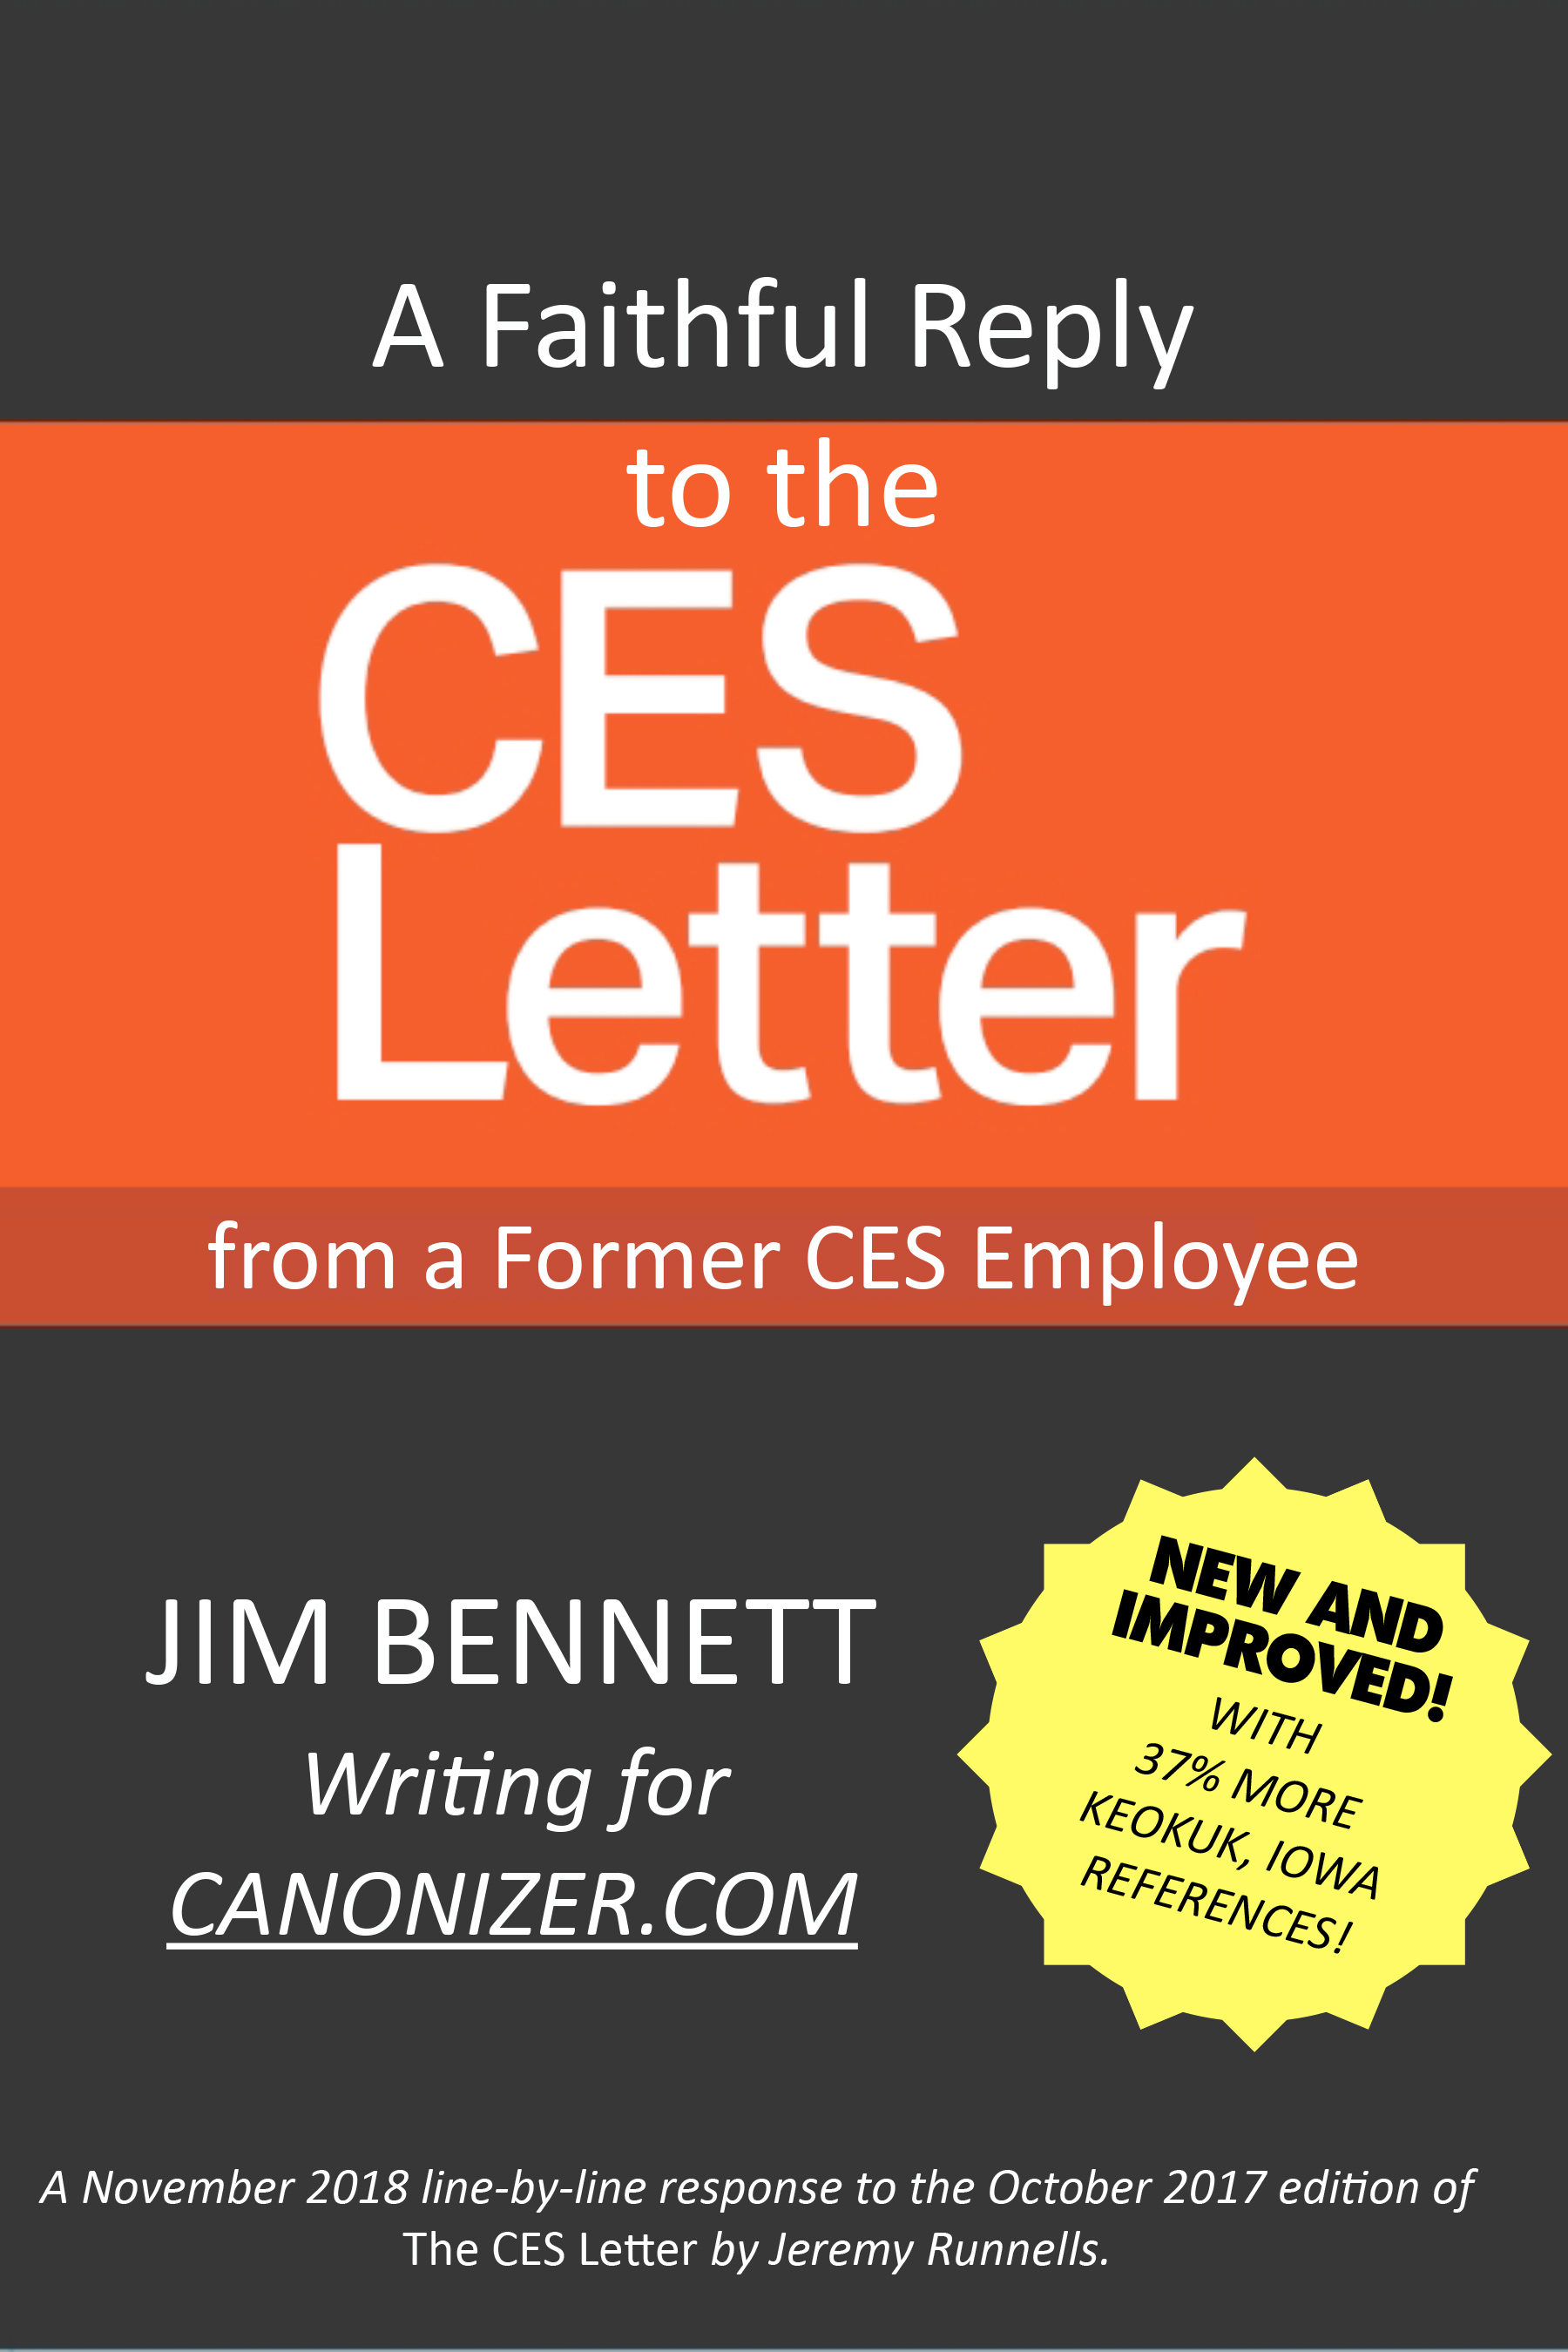 A Faithful Reply
to the
CES
Letter
from a Former CES Employee
JIM BENNETT
Writing for
CANONIZER.COM
NEW AND
IMPROVED!
WITH
37% MORE
KEOKUK, IOWA
REFERENCES!
A November 2018 line-by-line response to the October 2017 edition of
The CES Letter by Jeremy Runnells.